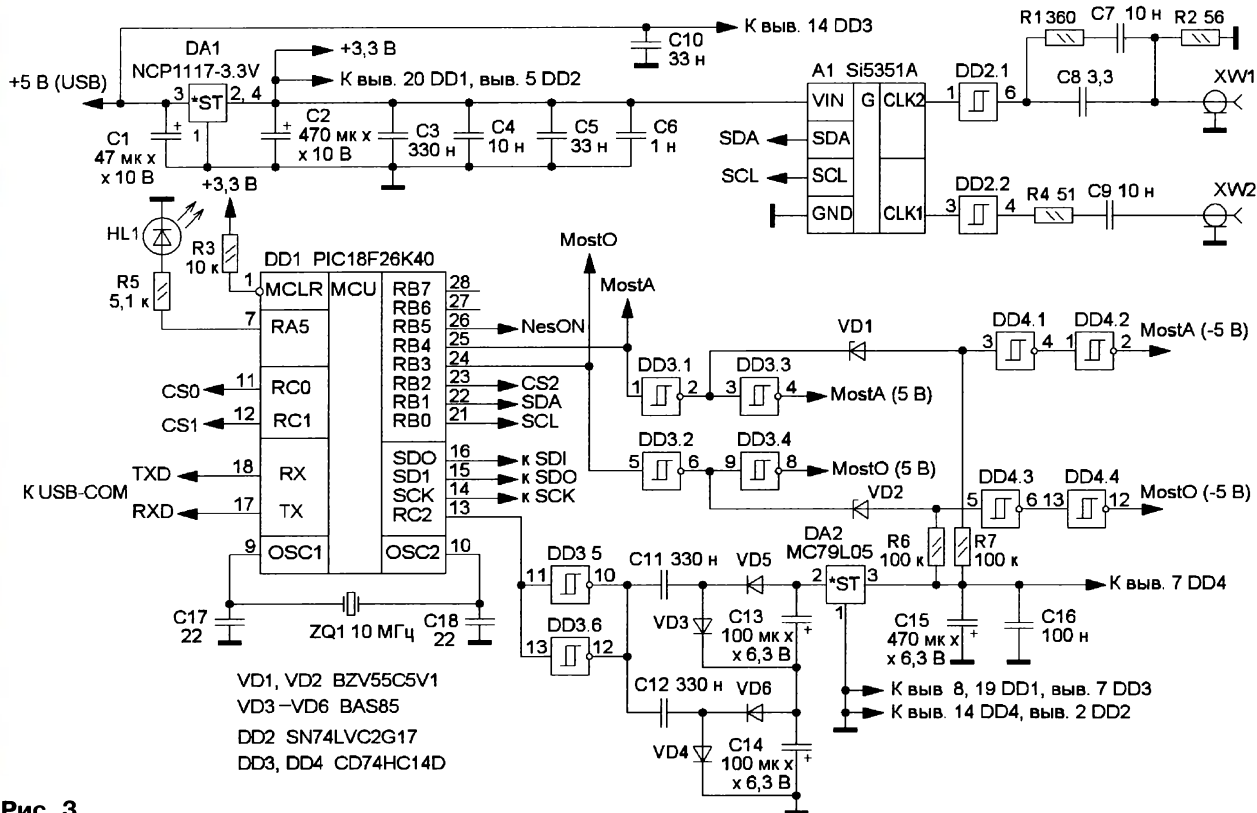 К выв. 14 DD3
+5 В (USB)
DA1
NCP1117-3.3V
3
*ST
2, 4
1
+3,3 В
К выв. 20 DD1, выв. 5 DD2
C10
33 н
C1
47 мк х
х 10 В
C2
470 мк х
х 10 В
C3
330 н
C4
10 н
C5
33 н
C6
1 н
A1 Si5351A
VIN
G
CLK2
SDA
SDA
SCL
SCL
GND
CLK1
DD2.1
1
6
R1 360
C7
10 н
R2 56
C8 3,3
XW1
DD2.2
3
4
R4 51
C9 10 н
XW2
+3,3 В
HL1
R3
10 к
R5
5,1 к
DD1 PIC18F26K40
1
MCLR
MCU
RB7
28
RB6
27
7
RA5
RB5
26
NesON
RB4
25
RB3
24
CS0
11
RC0
RB2
23
CS2
RB1
22
SDA
CS1
12
RC1
RB0
21
SCL
SDO
16
к SDI
TXD
18
RX
SD1
15
к SDO
К USB-COM
SCK
14
к SCK
RXD
17
TX
RC2
13
9
OSC1
OSC2
10
C17
22
ZQ1 10 МГц
C18
22
MostO
MostA
DD3.1
1
2
DD3.3
3
4
MostA (5 В)
VD1
DD4.1
3
4
DD4.2
1
2
MostA (-5 В)
DD3.2
5
6
DD3.4
9
8
MostO (5 В)
VD2
DD4.3
5
6
DD4.4
13
12
MostO (-5 В)
R6
100 к
R7
100 к
DA2
MC79L05
2
*ST
3
1
К выв. 7 DD4
DD3 5
11
10
DD3.6
13
12
C11 330 н
VD5
VD3
C13
100 мк х
х 6,3 В
C12 330 н
VD6
VD4
C14
100 мк х
х 6,3 В
C15
470 мк х
х 6,3 В
C16
100 н
К выв 8, 19 DD1, выв. 7 DD3
К выв. 14 DD4, выв. 2 DD2
VD1, VD2 BZV55C5V1
VD3–VD6 BAS85
DD2 SN74LVC2G17
DD3, DD4 CD74HC14D
Рис. 3